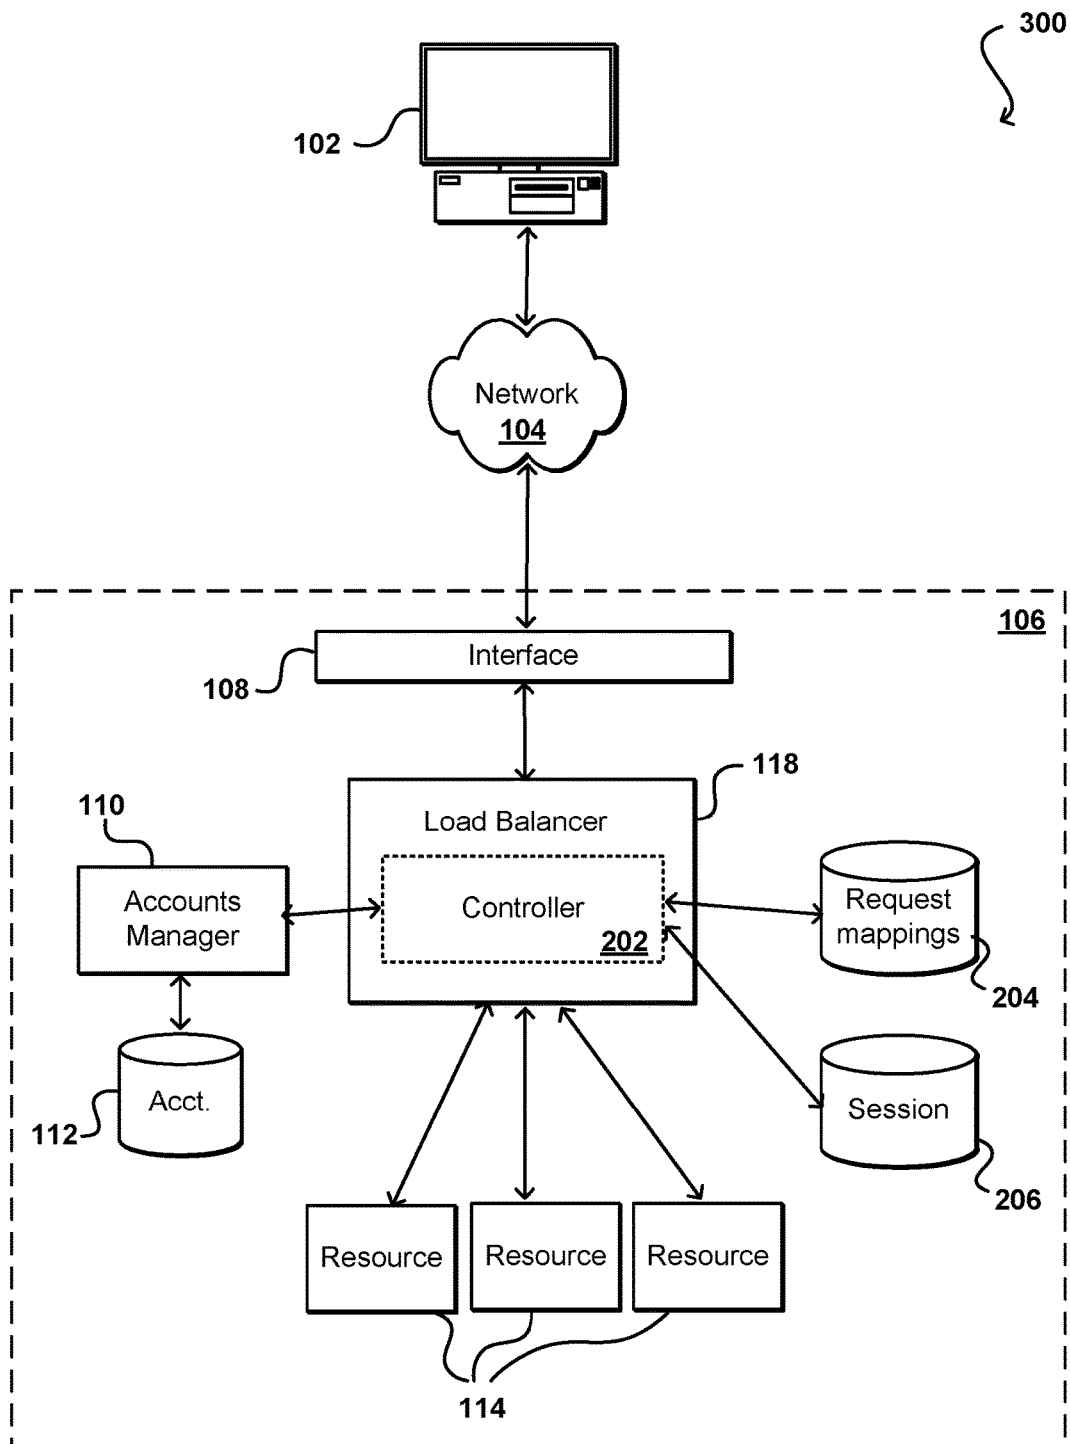 300
102
Network
104
106
Interface
108
118
110
Load Balancer
Accounts
Manager
Controller
202
Request
mappings
204
Acct.
112
Session
206
Resource
Resource
Resource
114